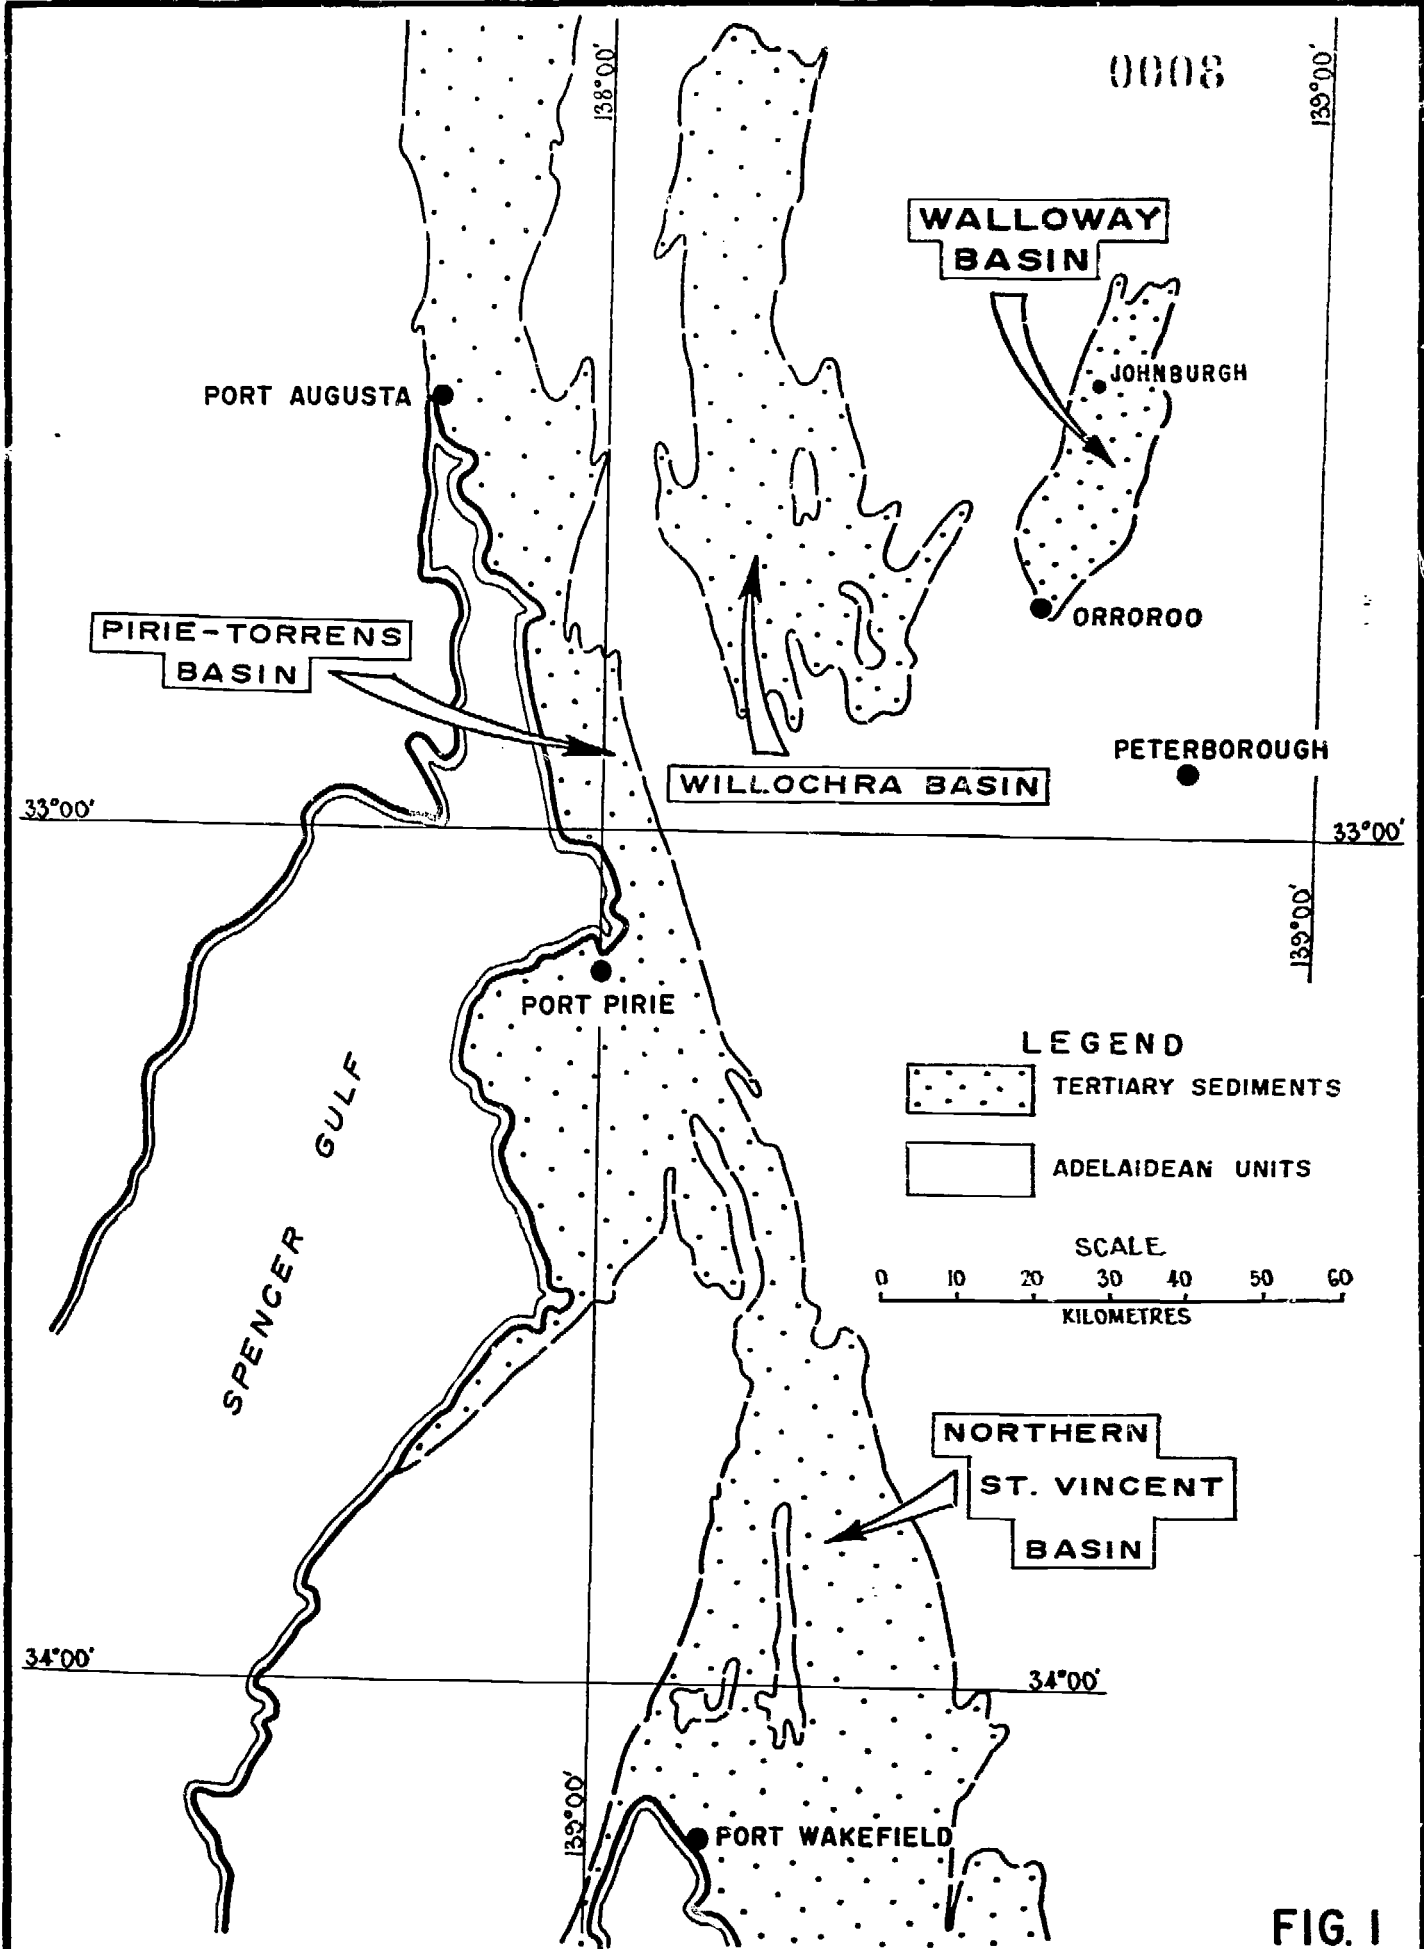 0008
138°00'
139°00'
WALLOWAY
BASIN
JOHNBURGH
PORT AUGUSTA
ORROROO
PIRIE-TORRENS
BASIN
PETERBOROUGH
WILLOCHRA BASIN
33°00'
33°00'
139°00'
PORT PIRIE
LEGEND
TERTIARY SEDIMENTS
ADELAIDEAN UNITS
SPENCER GULF
SCALE
0 10 20 30 40 50 60
KILOMETRES
NORTHERN
ST. VINCENT
BASIN
34°00'
34°00'
139°00'
PORT WAKEFIELD
FIG. 1